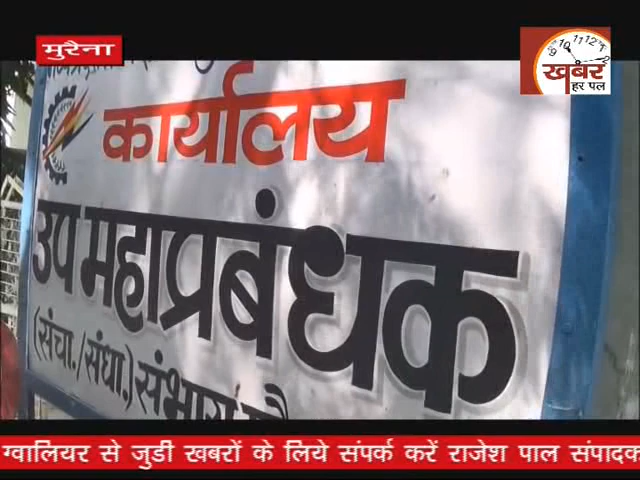 मुरैना
खबर
हर पल
कार्यालय
उप महाप्रबंधक
(संचा./संधा.) संभाग
ग्वालियर से जुडीं खबरों के लिये संपर्क करें राजेश पाल संपादक